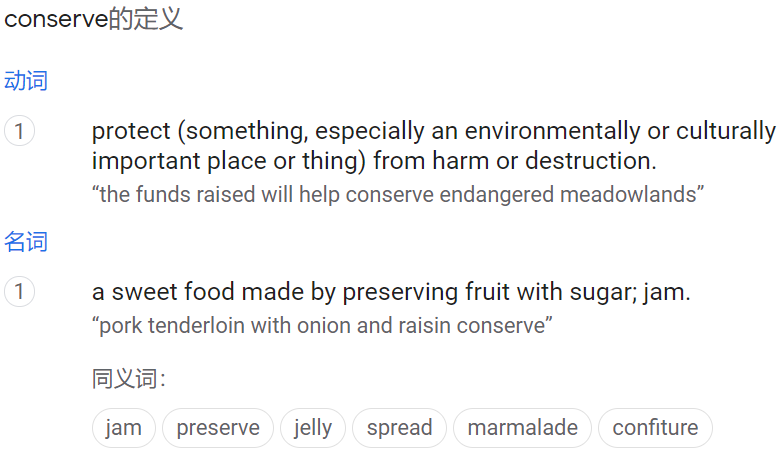 conserve的定义
动词
1
protect (something, especially an environmentally or culturally
important place or thing) from harm or destruction.
“the funds raised will help conserve endangered meadowlands”
名词
1
a sweet food made by preserving fruit with sugar; jam.
“pork tenderloin with onion and raisin conserve”
同义词：
jam preserve jelly spread marmalade confiture